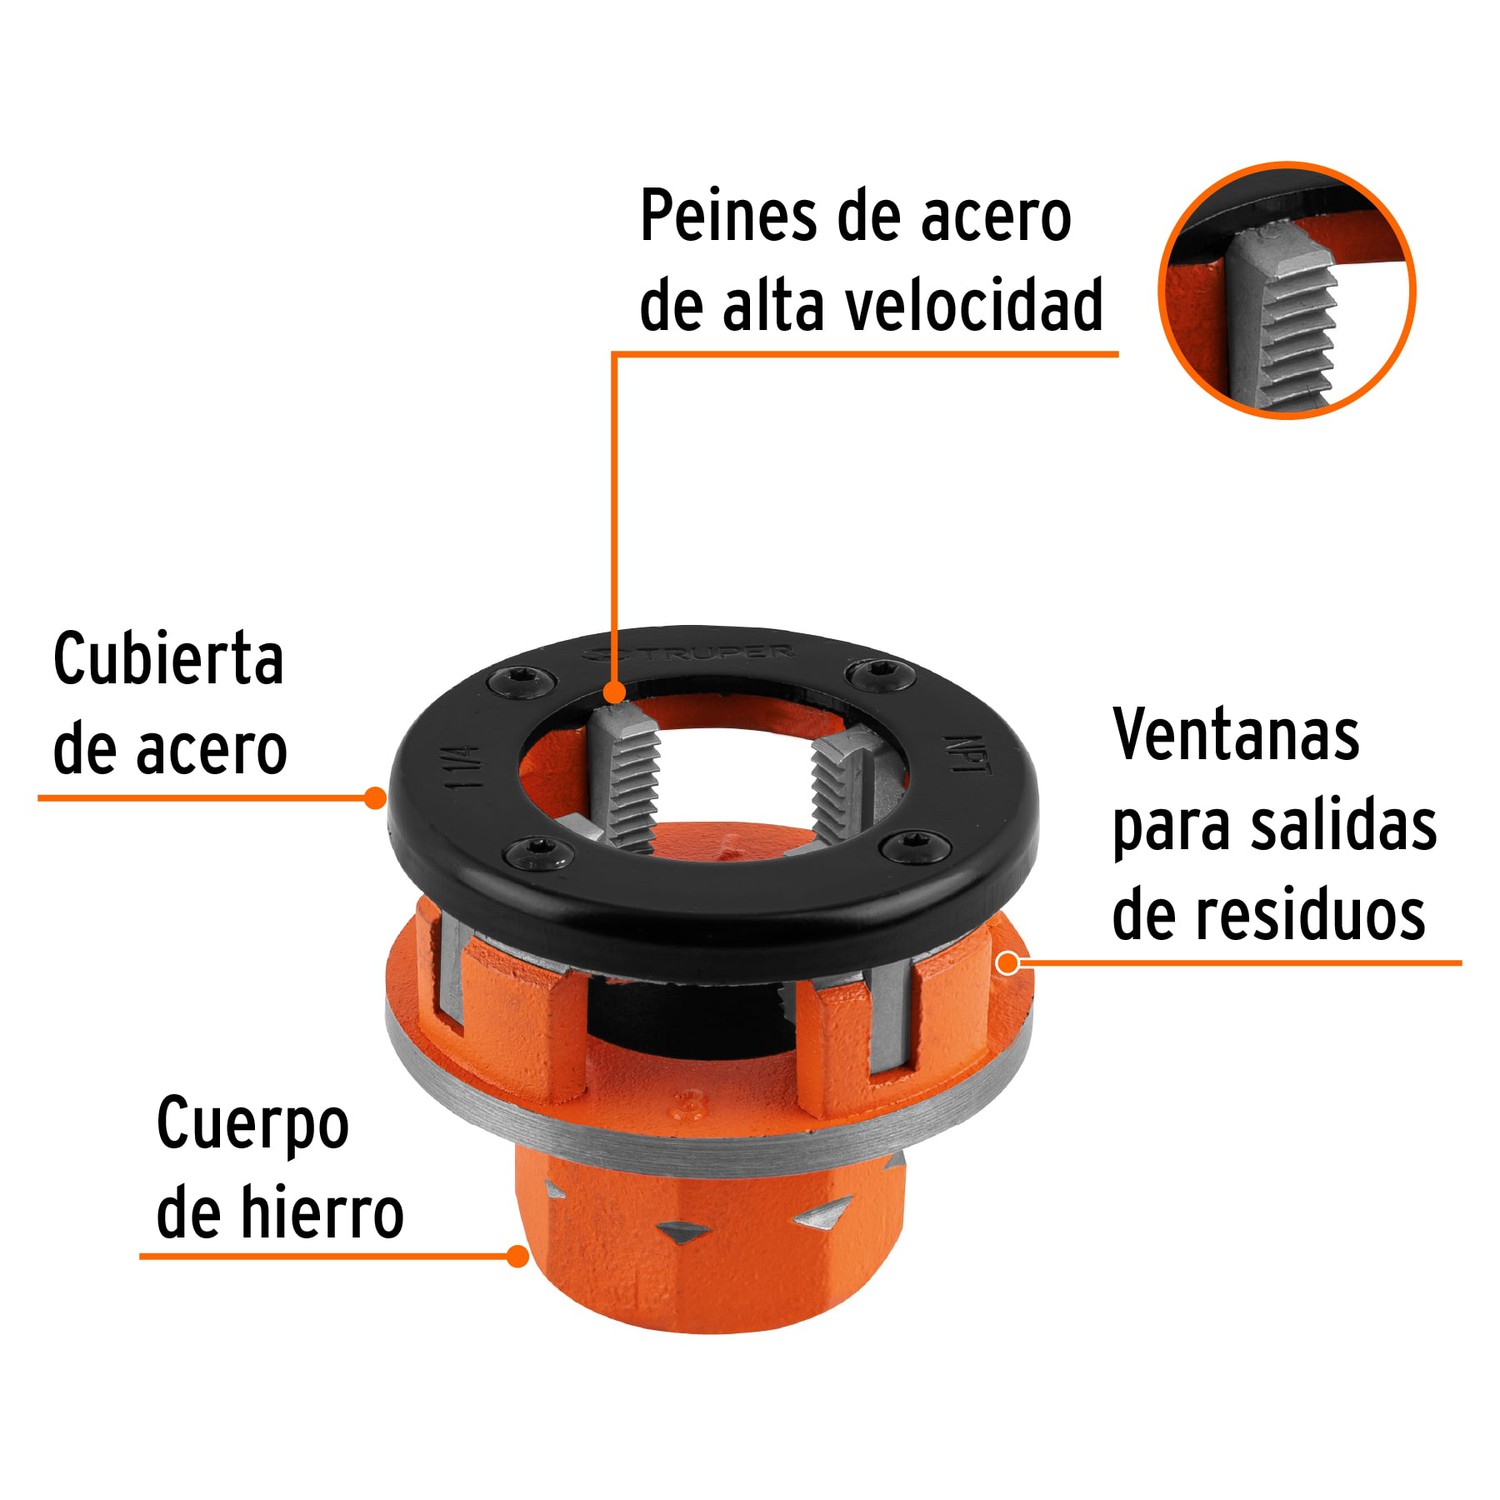 Peines de acero
de alta velocidad
Cubierta
de acero
TRUPER
1 1/4
NPT
Ventanas
para salidas
de residuos
3
Cuerpo
de hierro